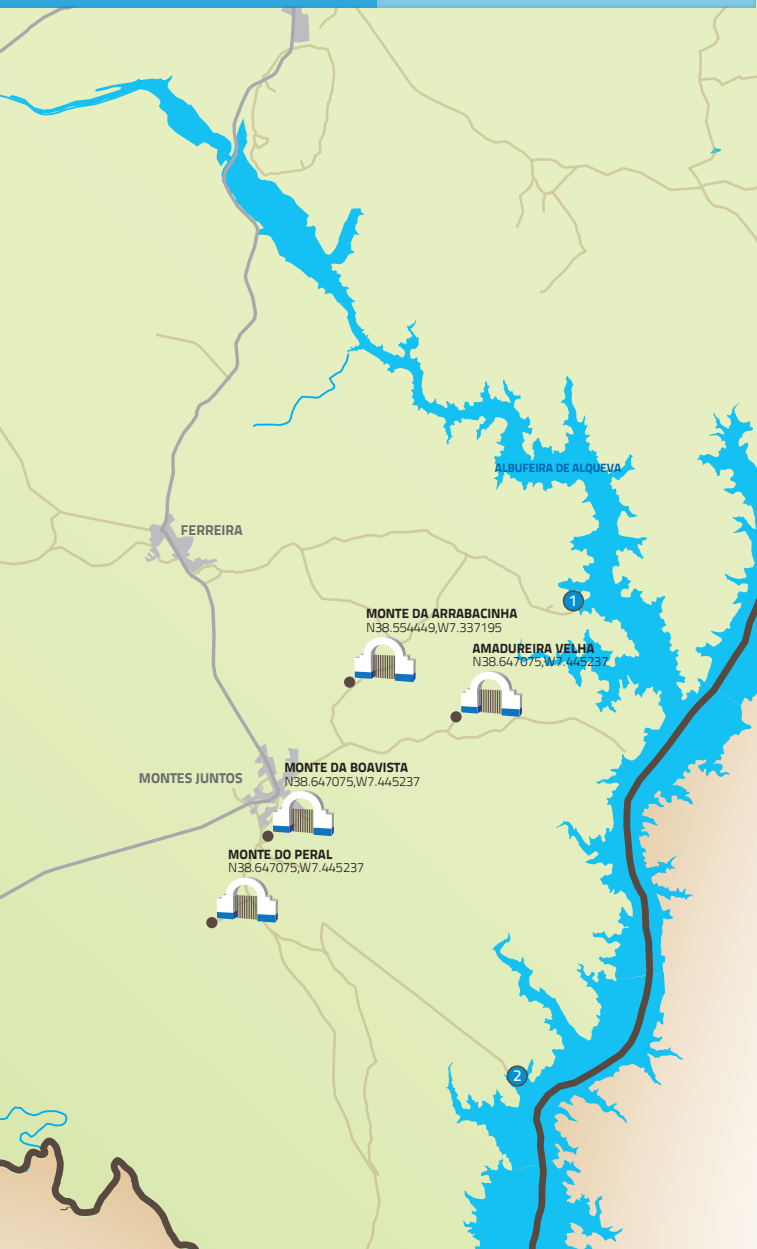 ALBUFEIRA DE ALQUEVA
FERREIRA
1
MONTE DA ARRABACINHA
N38.554449,W7.337195
AMADUREIRA VELHA
N38.647075,W7.445237
MONTES JUNTOS
MONTE DA BOAVISTA
N38.647075,W7.445237
MONTE DO PERAL
N38.647075,W7.445237
2